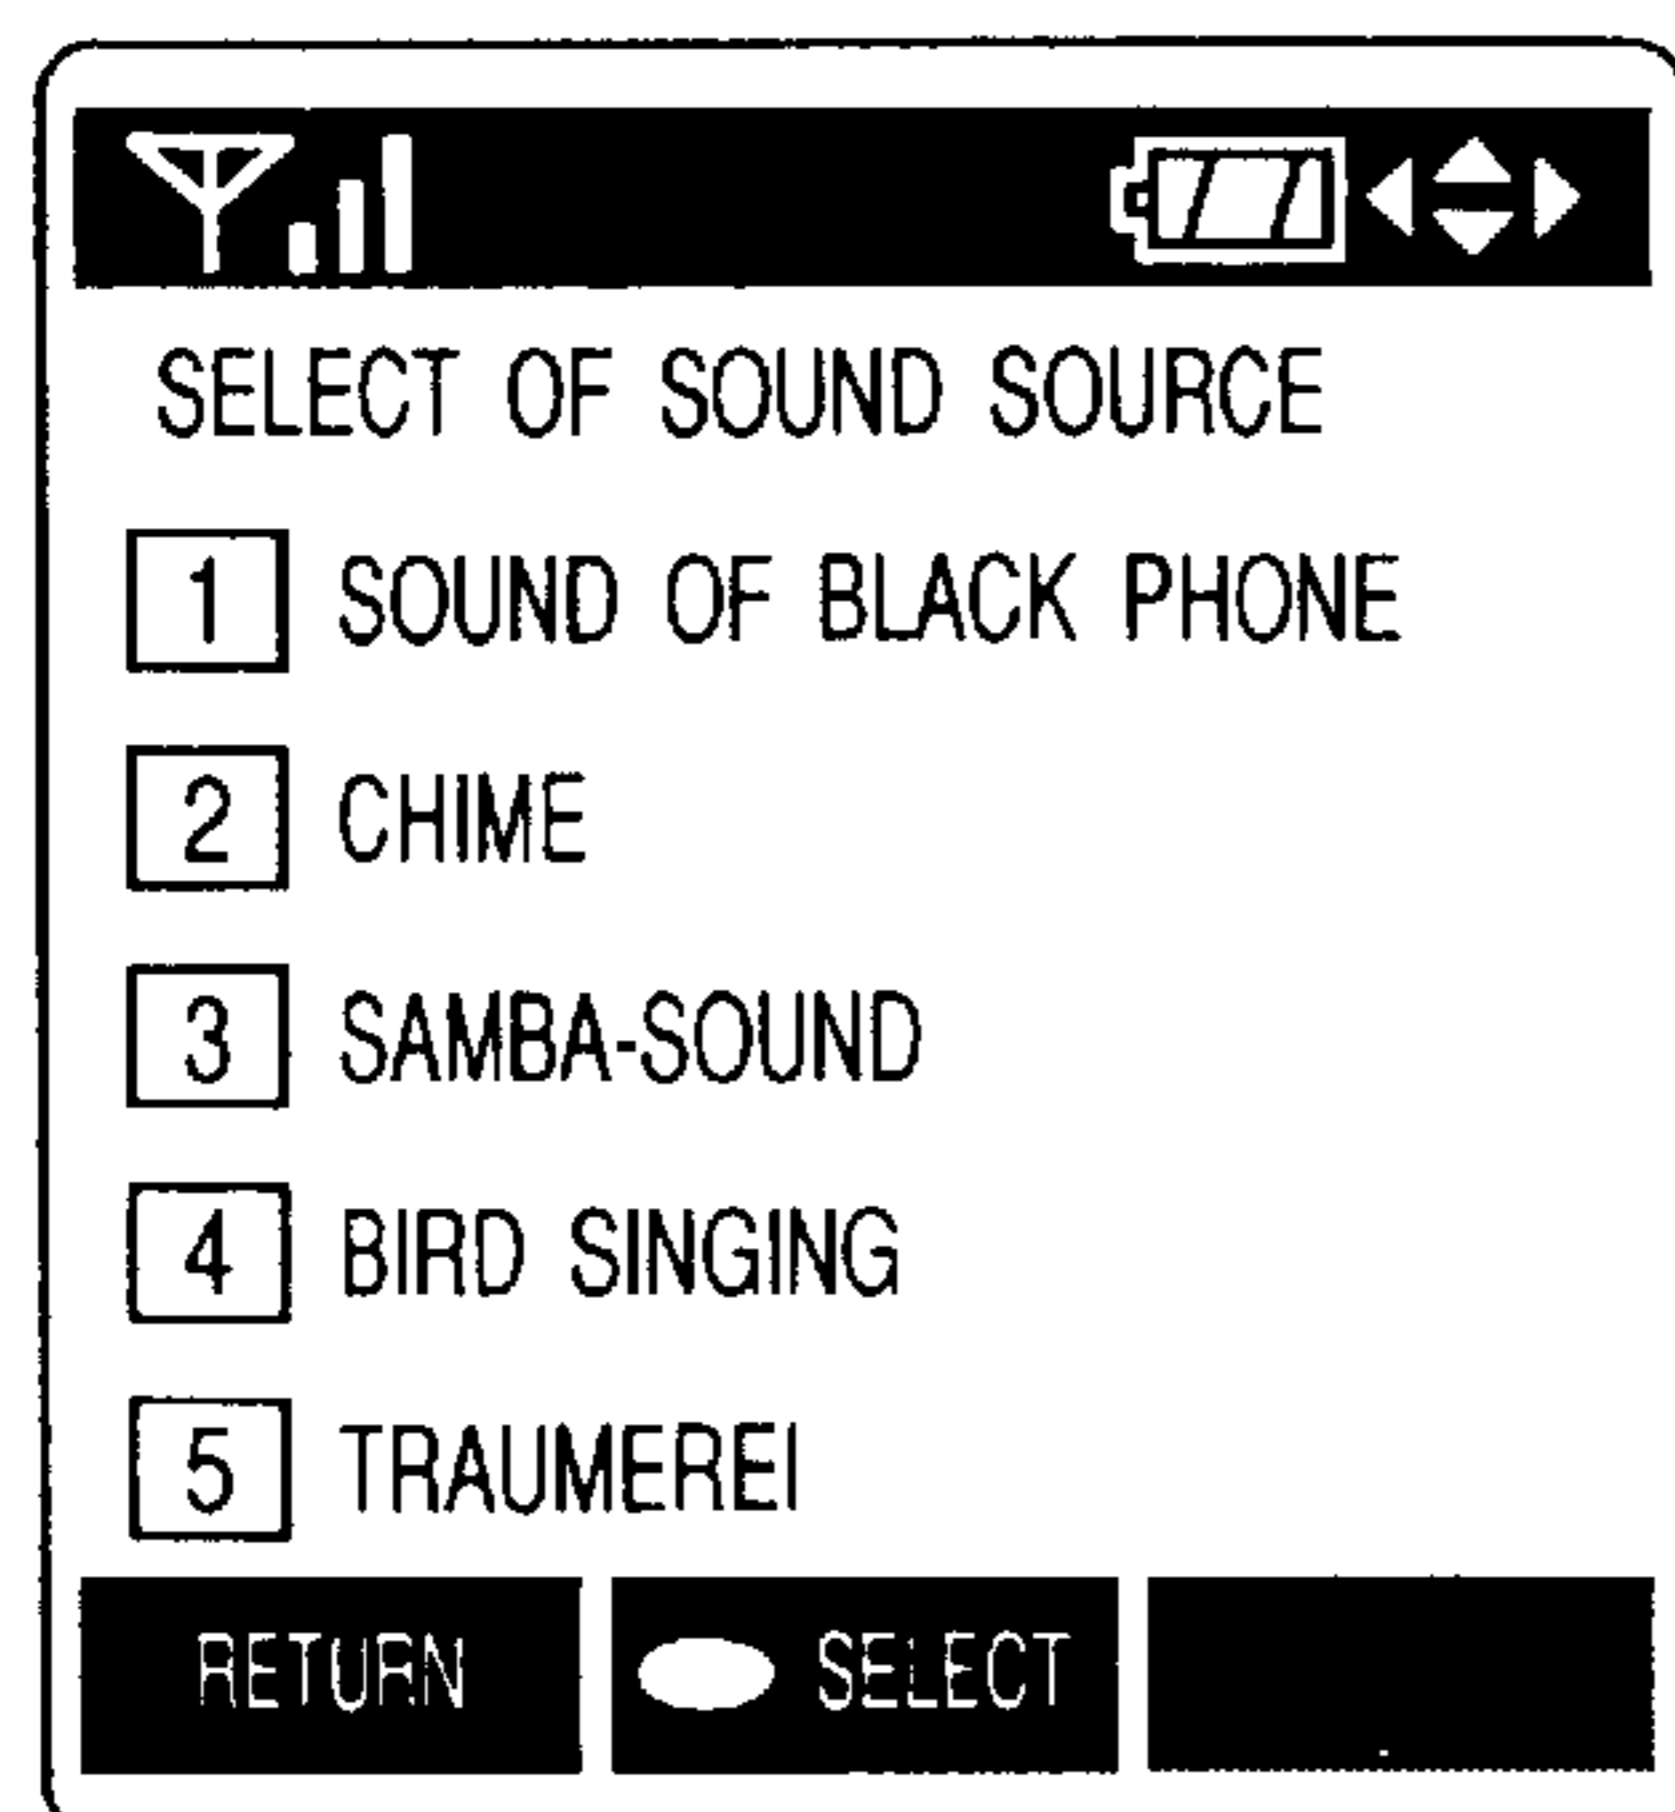 SELECT OF SOUND SOURCE
1 SOUND OF BLACK PHONE
2 CHIME
3 SAMBA-SOUND
4 BIRD SINGING
5 TRAUMEREI
RETURN SELECT